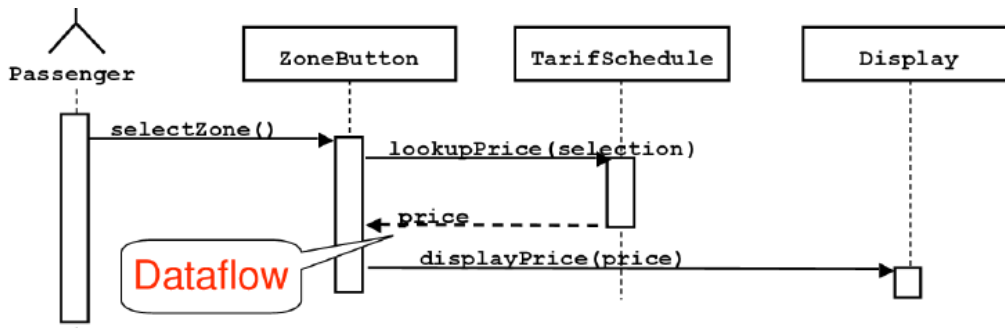 Passenger
ZoneButton
TarifSchedule
Display
selectZone()
lookupPrice(selection)
price
Dataflow
displayPrice(price)